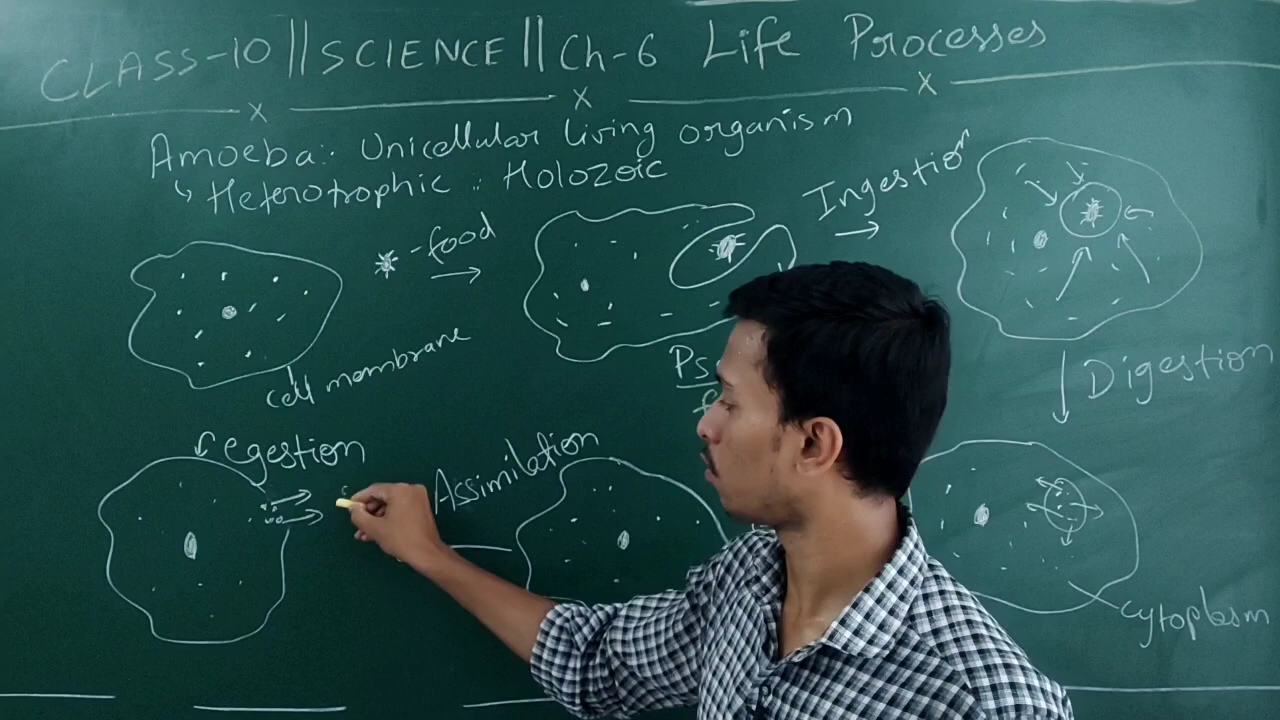 CLASS-10 || SCIENCE || Ch-6 Life Processes
Amoeba:. Unicellular living organism
↳ Heterotrophic :: Holozoic
-food
Ingestion
cell membrane
Digestion
Egestion
Assimilation
cytoplasm